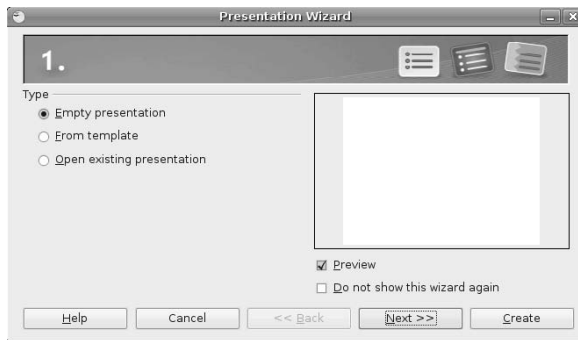 Presentation Wizard
1.
Type
Empty presentation
From template
Open existing presentation
Preview
Do not show this wizard again
Help
Cancel
<< Back
Next >>
Create